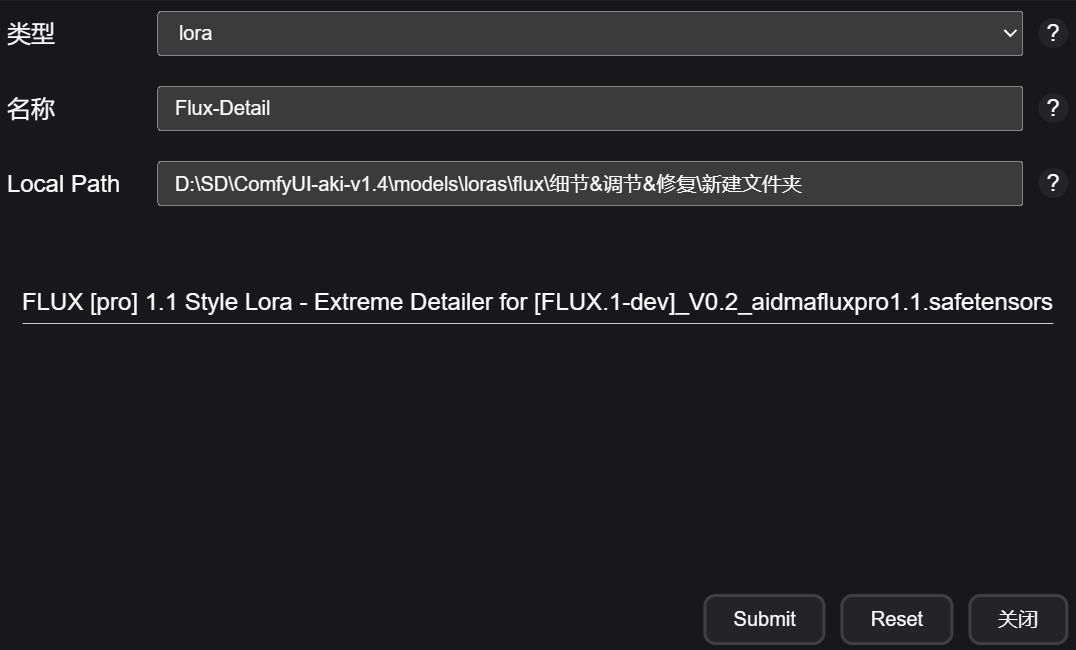 类型
lora
?
名称
Flux-Detail
?
Local Path
D:\SD\ComfyUI-aki-v1.4\models\loras\flux\细节&调节&修复\新建文件夹
?
FLUX [pro] 1.1 Style Lora - Extreme Detailer for [FLUX.1-dev]_V0.2_aidmafluxpro1.1.safetensors
Submit
Reset
关闭